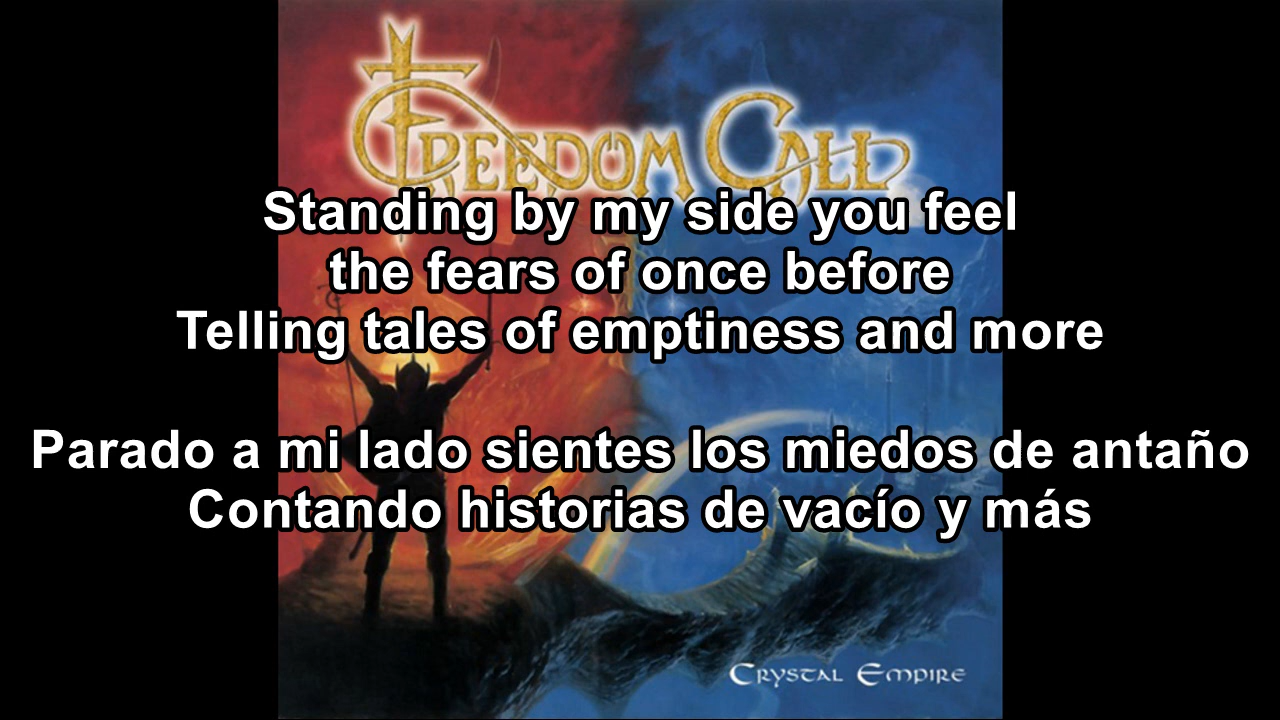 Freedom Call
Standing by my side you feel
the fears of once before
Telling tales of emptiness and more
Parado a mi lado sientes los miedos de antaño
Contando historias de vacío y más
Crystal Empire